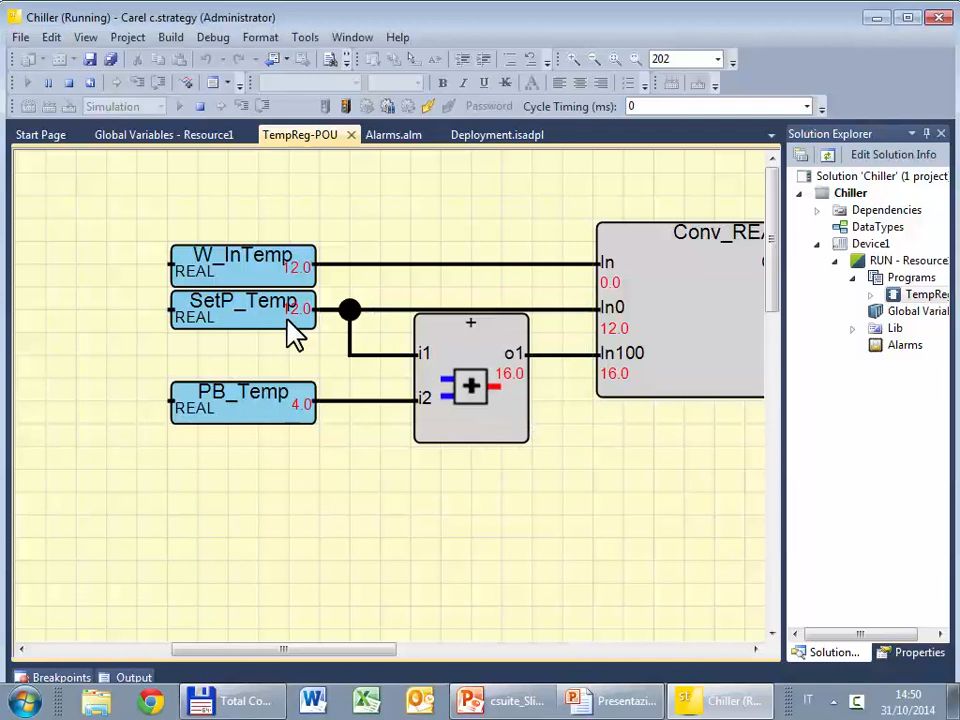 Chiller (Running) - Carel c.strategy (Administrator)
File Edit View Project Build Debug Format Tools Window Help
202
Simulation Password Cycle Timing (ms): 0
Start Page Global Variables - Resource1 TempReg-POU Alarms.alm Deployment.isadpl
Solution Explorer
Edit Solution Info
Solution 'Chiller' (1 project
Chiller
Dependencies
DataTypes
Device1
RUN - Resource
Programs
TempReg
Global Varia
Lib
Alarms
W_InTemp
REAL 12.0
SetP_Temp
REAL 12.0
PB_Temp
REAL 4.0
+
i1 o1
16.0
i2
Conv_REA
In
0.0
In0
12.0
In100
16.0
Solution... Properties
Breakpoints Output
Total Co... csuite_Sli... Presentazi... Chiller (R...
IT
14:50
31/10/2014